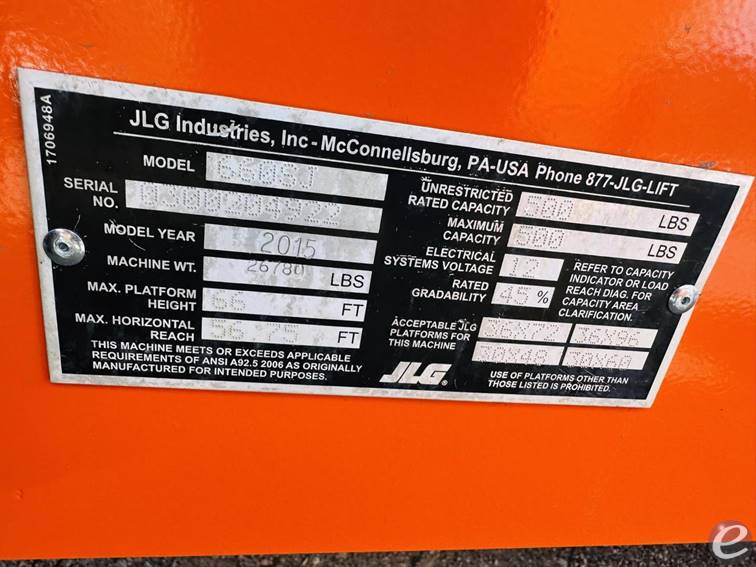 1706948A
JLG Industries, Inc - McConnellsburg, PA-USA Phone 877-JLG-LIFT
MODEL 660SJ
SERIAL NO. 0300204922
MODEL YEAR 2015
MACHINE WT. 26780 LBS
MAX. PLATFORM HEIGHT 66 FT
MAX. HORIZONTAL REACH 56.75 FT
THIS MACHINE MEETS OR EXCEEDS APPLICABLE
REQUIREMENTS OF ANSI A92.5 2006 AS ORIGINALLY
MANUFACTURED FOR INTENDED PURPOSES.
UNRESTRICTED
RATED CAPACITY 500 LBS
MAXIMUM
CAPACITY 500 LBS
ELECTRICAL
SYSTEMS VOLTAGE 12
RATED
GRADABILITY 45 %
REFER TO CAPACITY
INDICATOR OR LOAD
REACH DIAG. FOR
CAPACITY AREA
CLARIFICATION.
ACCEPTABLE JLG
PLATFORMS FOR
THIS MACHINE
36X72 36X96
30X48 30X60
JLG®
USE OF PLATFORMS OTHER THAN
THOSE LISTED IS PROHIBITED.
e